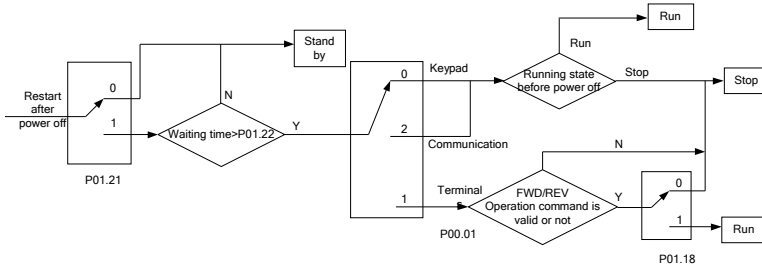 Run
Stand
by
Run
0
Keypad
0
Running state
before power off
Stop
Stop
Restart
after
power off
N
1
Waiting time>P01.22
Y
2
Communication
N
P01.21
1
Terminal
s
FWD/REV
Operation command is
valid or not
Y
0
1
Run
P00.01
P01.18